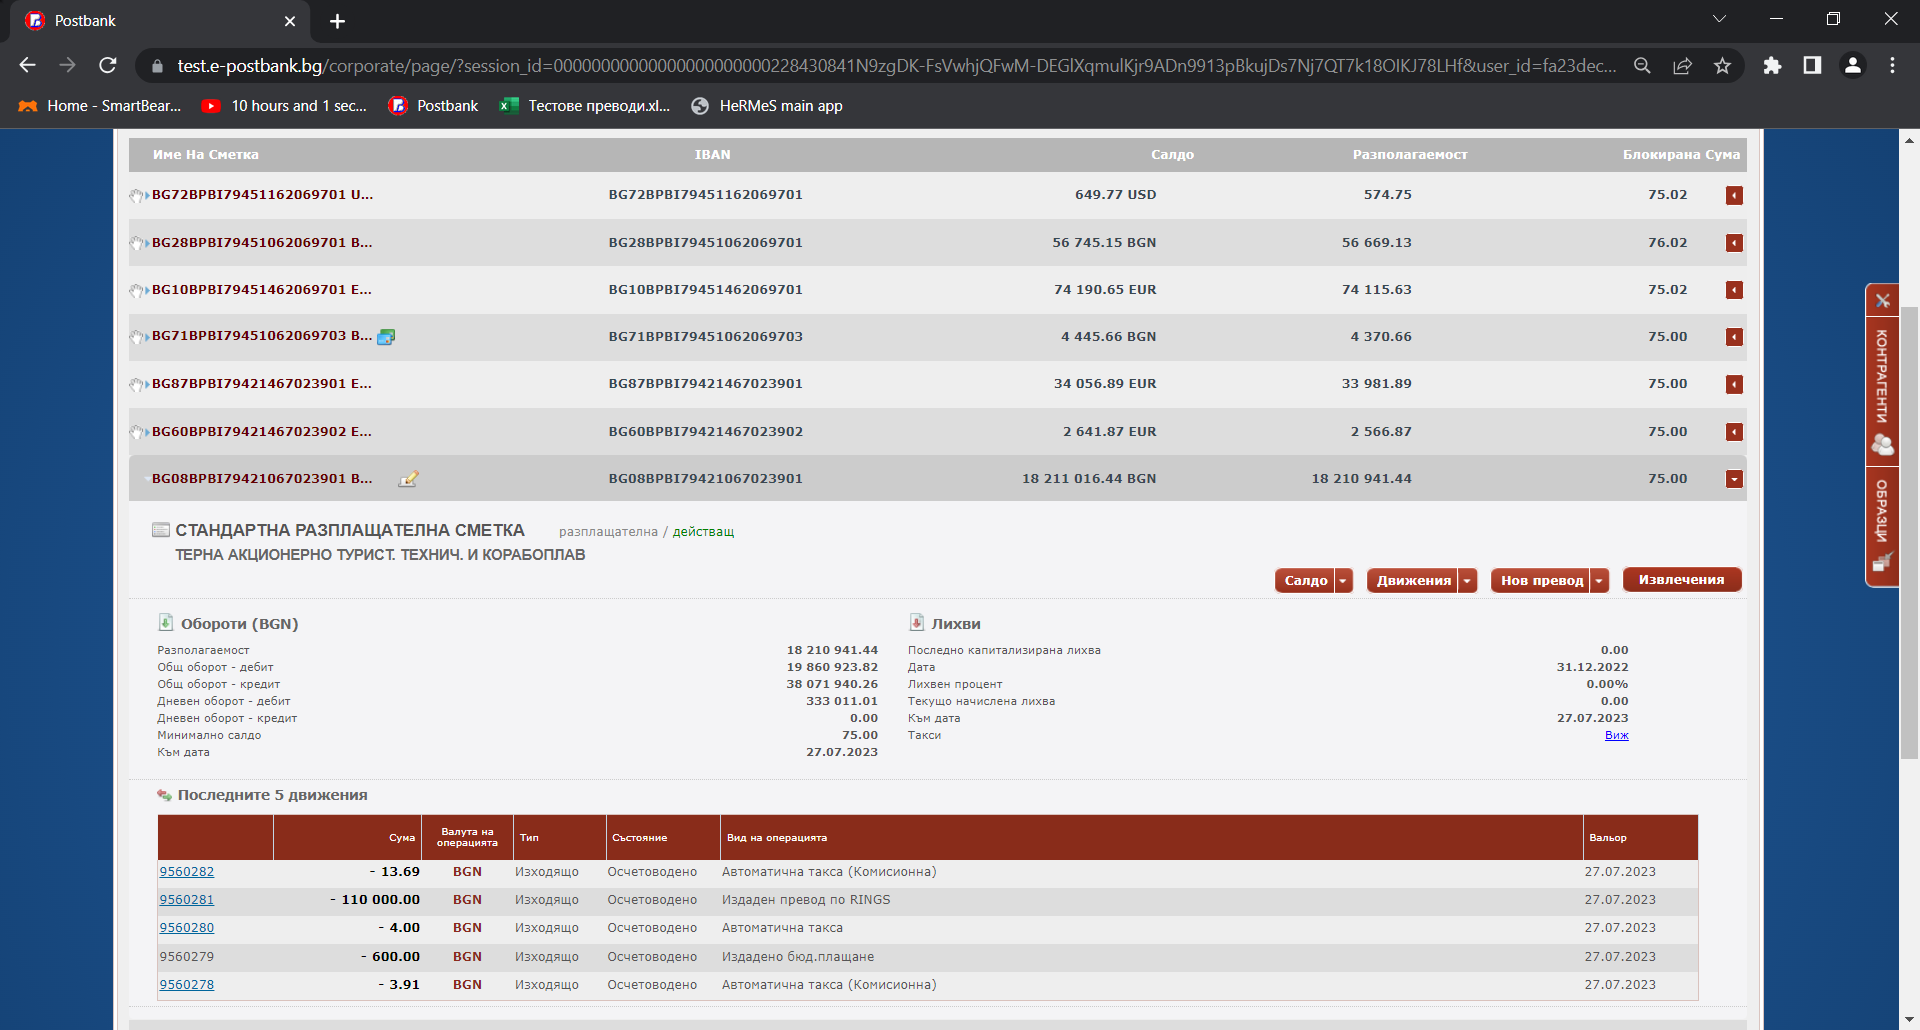 Postbank
test.e-postbank.bg/corporate/page/?session_id=
Home - SmartBear...
10 hours and 1 sec...
Postbank
Тестове преводи.xl...
HeRMeS main app
Име На Сметка IBAN Салдо Разполагаемост Блокирана Сума
BG72BPBI79451162069701 U... BG72BPBI79451162069701 649.77 USD 574.75 75.02
BG28BPBI79451062069701 B... BG28BPBI79451062069701 56 745.15 BGN 56 669.13 76.02
BG10BPBI79451462069701 E... BG10BPBI79451462069701 74 190.65 EUR 74 115.63 75.02
BG71BPBI79451062069703 B... BG71BPBI79451062069703 4 445.66 BGN 4 370.66 75.00
BG87BPBI79421467023901 E... BG87BPBI79421467023901 34 056.89 EUR 33 981.89 75.00
BG60BPBI79421467023902 E... BG60BPBI79421467023902 2 641.87 EUR 2 566.87 75.00
BG08BPBI79421067023901 B... BG08BPBI79421067023901 18 211 016.44 BGN 18 210 941.44 75.00
КОНТРАГЕНТИ
ОБРАЗЦИ
СТАНДАРТНА РАЗПЛАЩАТЕЛНА СМЕТКА разплащателна / действащ
ТЕРНА АКЦИОНЕРНО ТУРИСТ. ТЕХНИЧ. И КОРАБОПЛАВ
Салдо Движения Нов превод Извлечения
Обороти (BGN)
Разполагаемост 18 210 941.44
Общ оборот - дебит 19 860 923.82
Общ оборот - кредит 38 071 940.26
Дневен оборот - дебит 333 011.01
Дневен оборот - кредит 0.00
Минимално салдо 75.00
Към дата 27.07.2023
Лихви
Последно капитализирана лихва 0.00
Дата 31.12.2022
Лихвен процент 0.00%
Текущо начислена лихва 0.00
Към дата 27.07.2023
Такси Виж
Последните 5 движения
Сума Валута на операцията Тип Състояние Вид на операцията Вальор
9560282 - 13.69 BGN Изходящо Осчетоводено Автоматична такса (Комисионна) 27.07.2023
9560281 - 110 000.00 BGN Изходящо Осчетоводено Издаден превод по RINGS 27.07.2023
9560280 - 4.00 BGN Изходящо Осчетоводено Автоматична такса 27.07.2023
9560279 - 600.00 BGN Изходящо Осчетоводено Издадено бюд.плащане 27.07.2023
9560278 - 3.91 BGN Изходящо Осчетоводено Автоматична такса (Комисионна) 27.07.2023